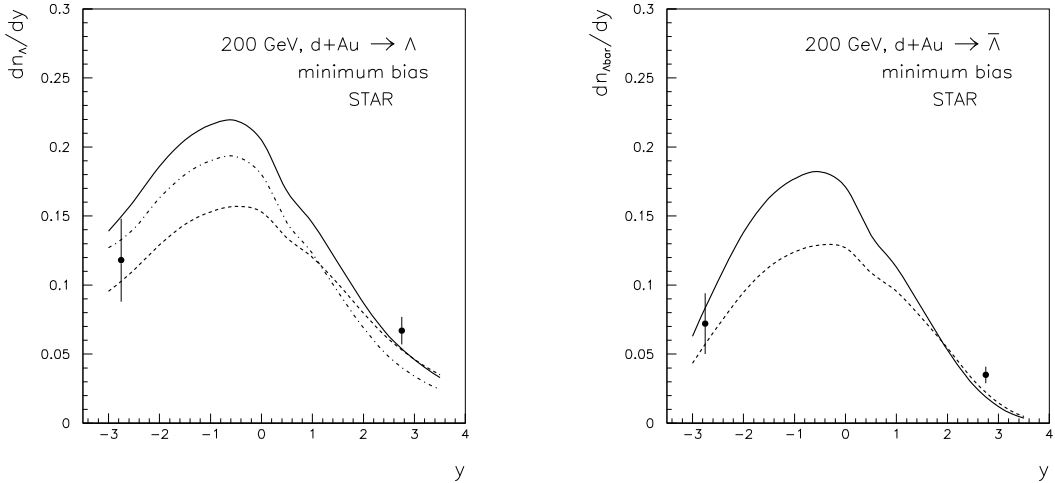 dn_Λ/dy
0.3
0.25
0.2
0.15
0.1
0.05
0
200 GeV, d+Au → Λ
minimum bias
STAR
−3 −2 −1 0 1 2 3 4
y
dn_Λbar/dy
0.3
0.25
0.2
0.15
0.1
0.05
0
200 GeV, d+Au → Λ̅
minimum bias
STAR
−3 −2 −1 0 1 2 3 4
y